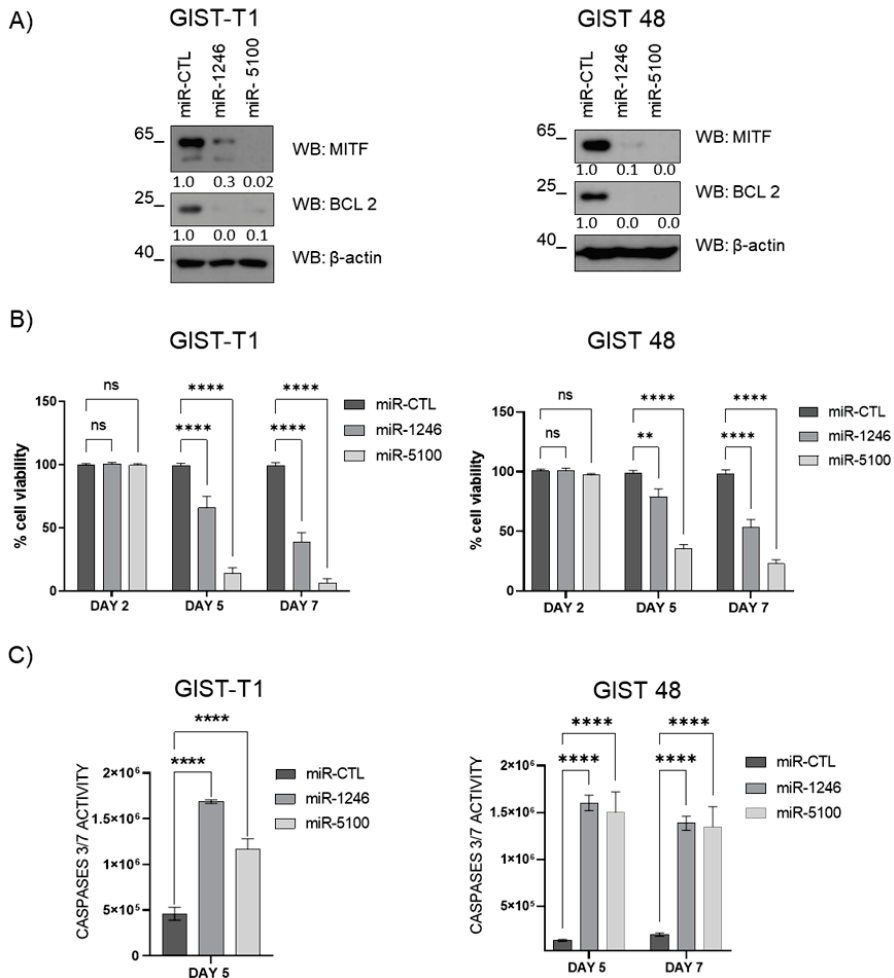 A)
GIST-T1
miR-CTL
miR-1246
miR- 5100
65
WB: MITF
1.0 0.3 0.02
25
WB: BCL 2
1.0 0.0 0.1
40
WB: β-actin
GIST 48
miR-CTL
miR-1246
miR-5100
65
WB: MITF
1.0 0.1 0.0
25
WB: BCL 2
1.0 0.0 0.0
40
WB: β-actin
B)
GIST-T1
% cell viability
150
100
50
0
ns
ns
****
****
****
****
DAY 2 DAY 5 DAY 7
miR-CTL
miR-1246
miR-5100
GIST 48
% cell viability
150
100
50
0
ns
ns
****
**
****
****
DAY 2 DAY 5 DAY 7
miR-CTL
miR-1246
miR-5100
C)
GIST-T1
CASPASES 3/7 ACTIVITY
2×10⁶
1.5×10⁶
1×10⁶
5×10⁵
0
****
****
DAY 5
miR-CTL
miR-1246
miR-5100
GIST 48
CASPASES 3/7 ACTIVITY
2×10⁶
1.5×10⁶
1×10⁶
5×10⁵
****
****
****
****
DAY 5 DAY 7
miR-CTL
miR-1246
miR-5100